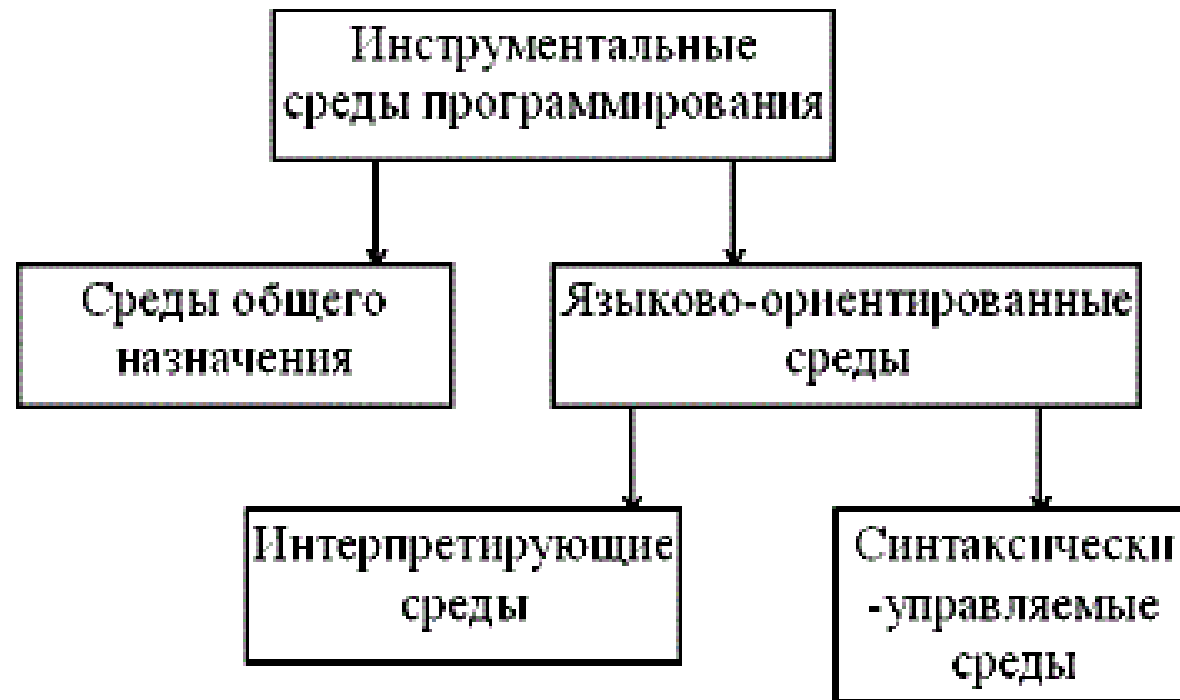 Инструментальные
среды программирования
Среды общего
назначения
Языково-ориентированные
среды
Интерпретирующие
среды
Синтаксически
-управляемые
среды